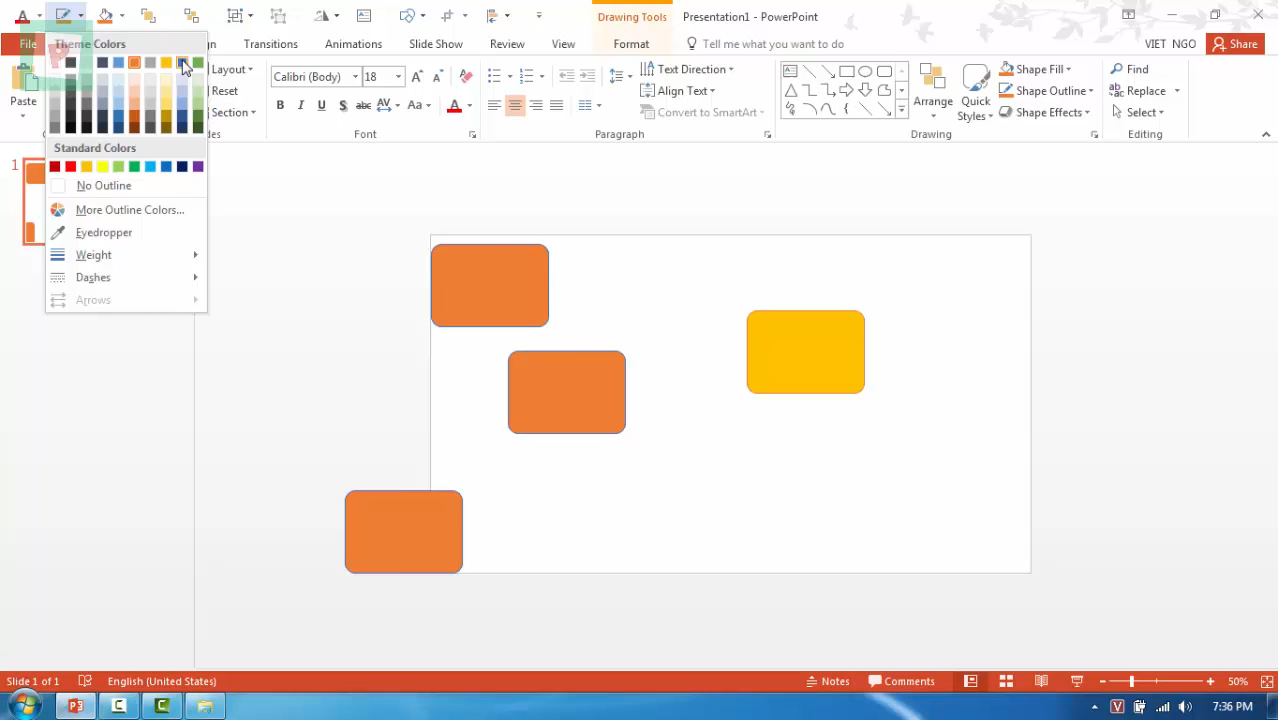 Drawing Tools
Presentation1 - PowerPoint
File
Transitions
Animations
Slide Show
Review
View
Format
Tell me what you want to do
VIET NGO
Share
Theme Colors
Standard Colors
No Outline
More Outline Colors...
Eyedropper
Weight
Dashes
Arrows
Paste
Layout
Reset
Section
Calibri (Body)
18
B I U S abc AV Aa A
Font
Text Direction
Align Text
Convert to SmartArt
Paragraph
Arrange
Quick
Styles
Shape Fill
Shape Outline
Shape Effects
Drawing
Find
Replace
Select
Editing
1
Slide 1 of 1
English (United States)
Notes
Comments
50%
7:36 PM